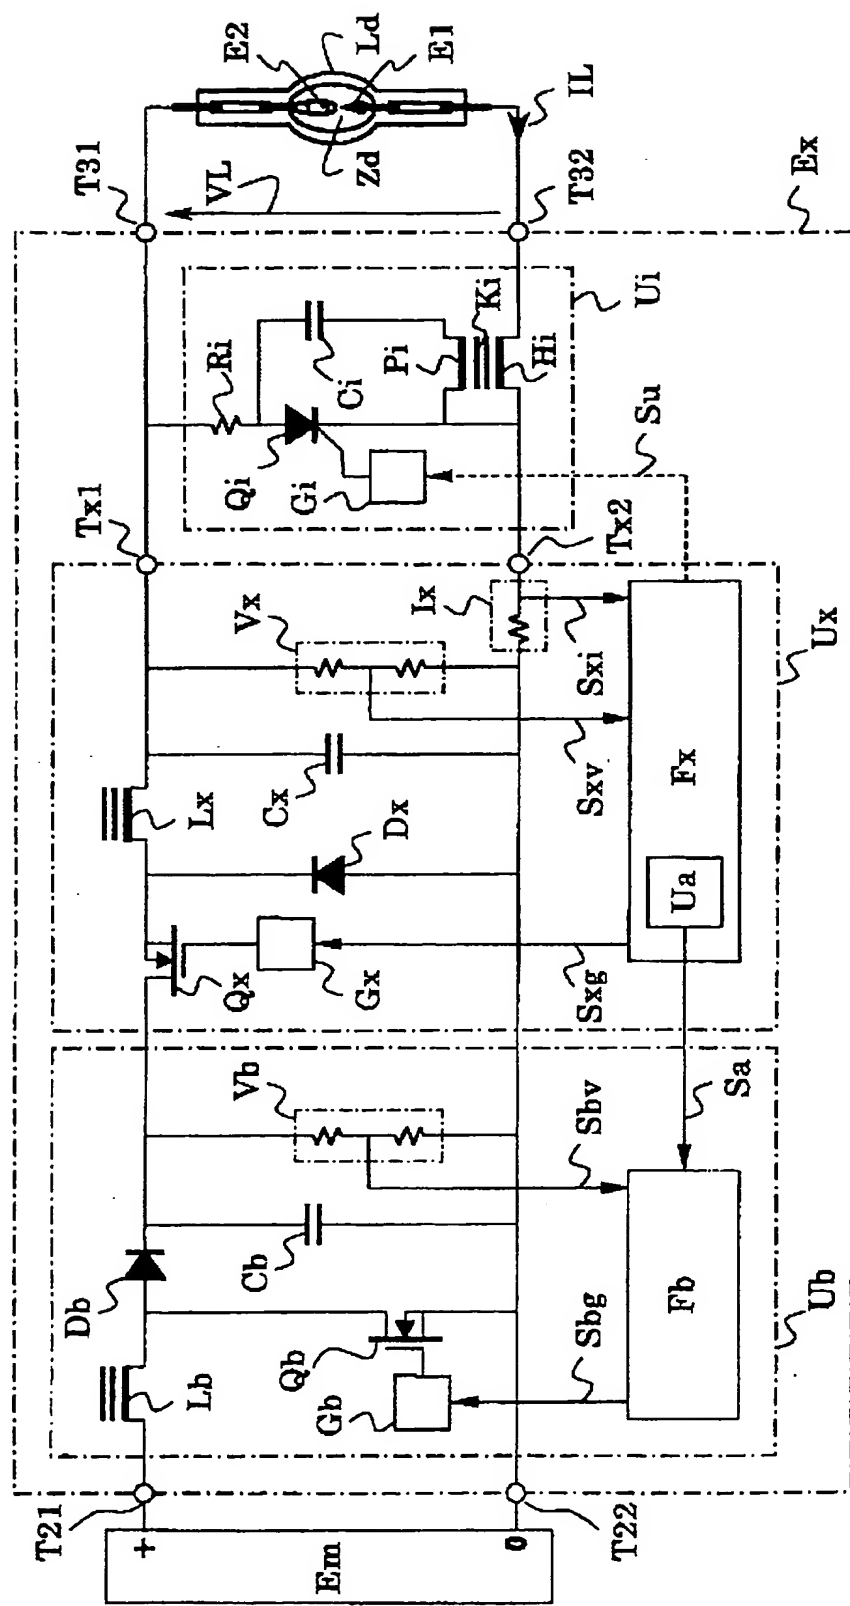 E2
Ld
E1
Zd
IL
T31
VL
T32
Ex
Ri
Ci
Pi
Ki
Hi
Ui
Qi
Gi
Su
Tx1
Tx2
Vx
Ix
Sxi
Ux
Lx
Cx
Sxv
Fx
Dx
Ua
Qx
Gx
Sxg
Vb
Sbv
Sa
Db
Cb
Fb
Ub
Lb
Qb
Gb
Sbg
T21
T22
+
Em
0